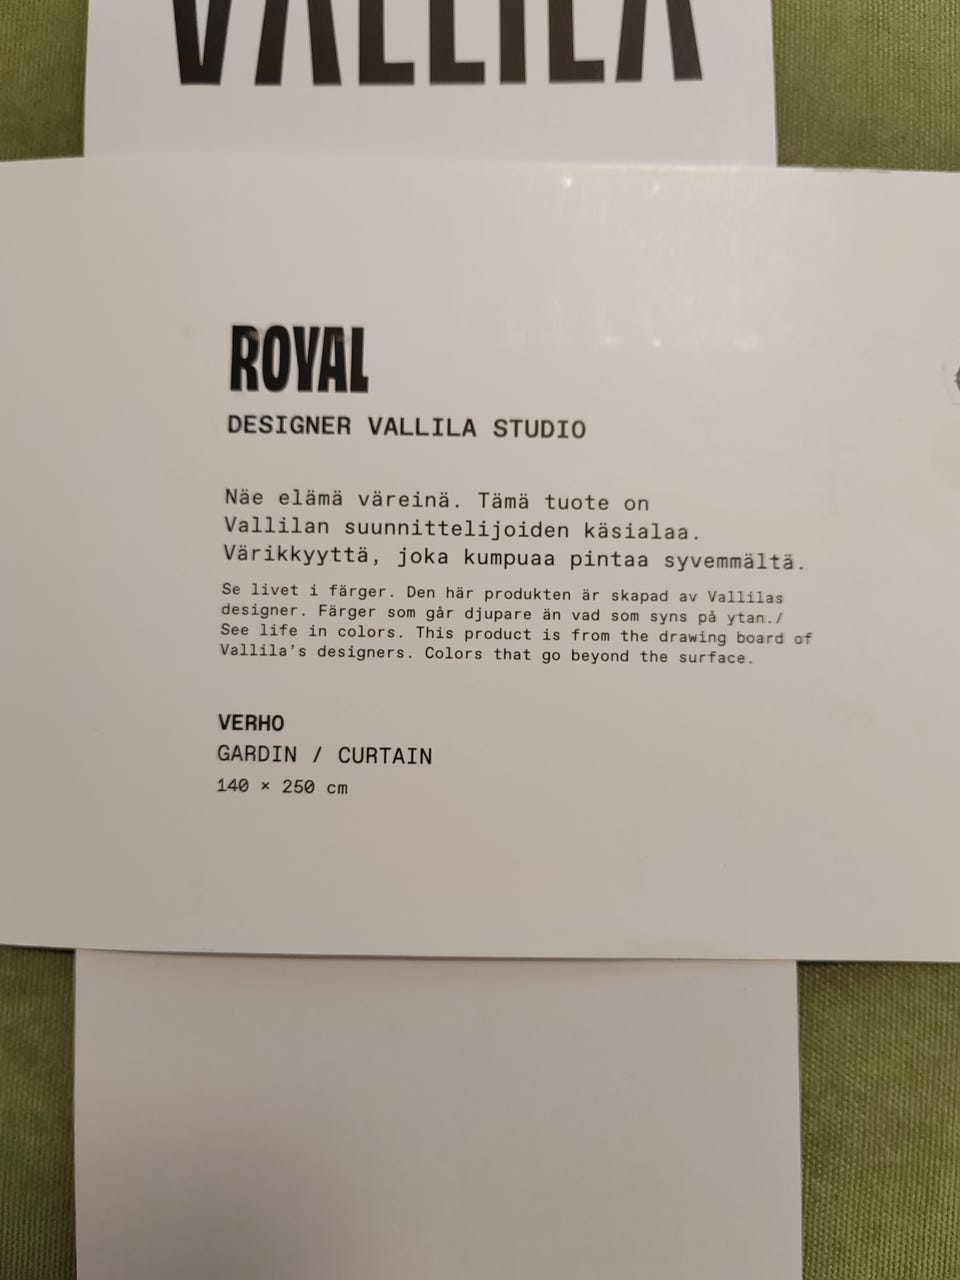 VALLILA
ROYAL
DESIGNER VALLILA STUDIO
Näe elämä väreinä. Tämä tuote on
Vallilan suunnittelijoiden käsialaa.
Värikkyyttä, joka kumpuaa pintaa syvemmältä.
Se livet i färger. Den här produkten är skapad av Vallilas
designer. Färger som går djupare än vad som syns på ytan./
See life in colors. This product is from the drawing board of
Vallila's designers. Colors that go beyond the surface.
VERHO
GARDIN / CURTAIN
140 × 250 cm